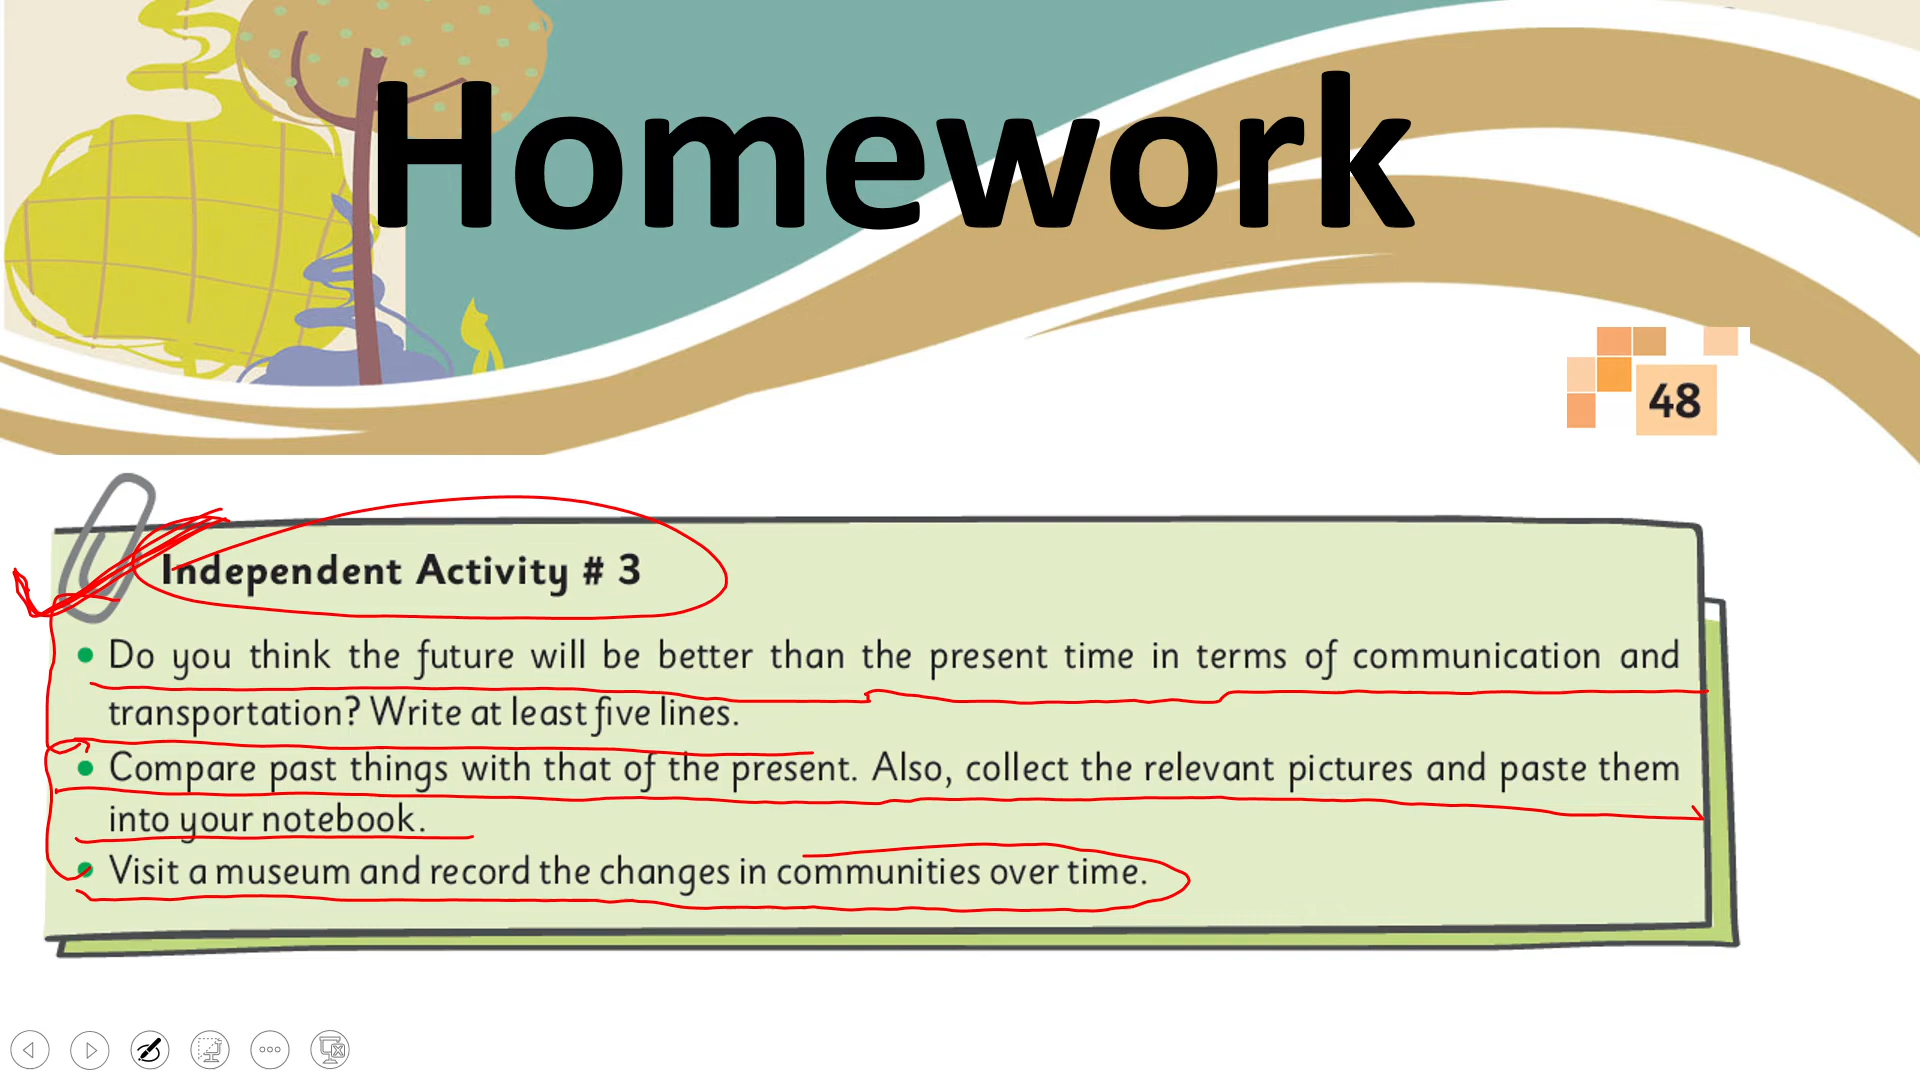 Homework
48
Independent Activity # 3
• Do you think the future will be better than the present time in terms of communication and
transportation? Write at least five lines.
• Compare past things with that of the present. Also, collect the relevant pictures and paste them
into your notebook.
• Visit a museum and record the changes in communities over time.